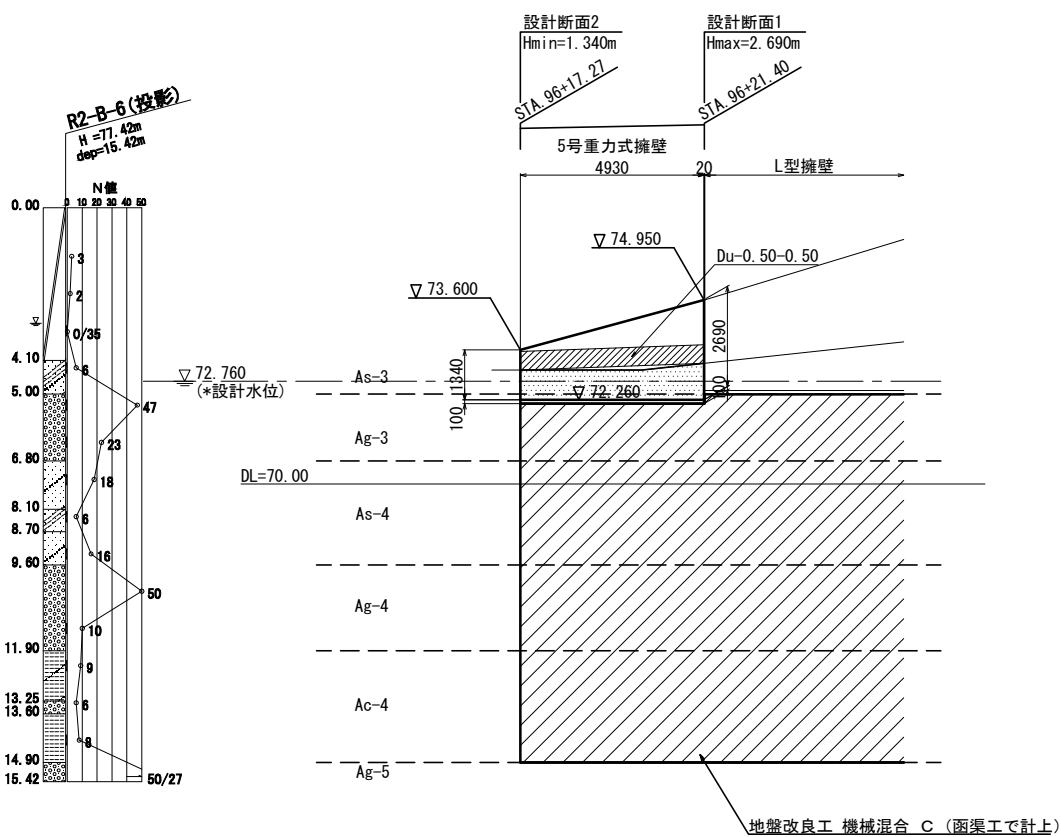 設計断面2
Hmin=1.340m
設計断面1
Hmax=2.690m
STA.96+17.27
STA.96+21.40
R2-B-6(投影)
H =77.42m
dep=15.42m
5号重力式擁壁
4930
20
L型擁壁
N値
0 10 20 30 40 50
0.00
3
2
0/35
4.10
6
5.00
47
23
6.80
18
8.10
6
8.70
16
9.60
50
10
11.90
9
13.25
6
13.60
8
14.90
15.42
50/27
▽ 74.950
Du-0.50-0.50
▽ 73.600
2690
1340
100
100
▽ 72.760
(*設計水位)
▽ 72.260
As-3
Ag-3
DL=70.00
As-4
Ag-4
Ac-4
Ag-5
地盤改良工 機械混合 C (函渠工で計上)